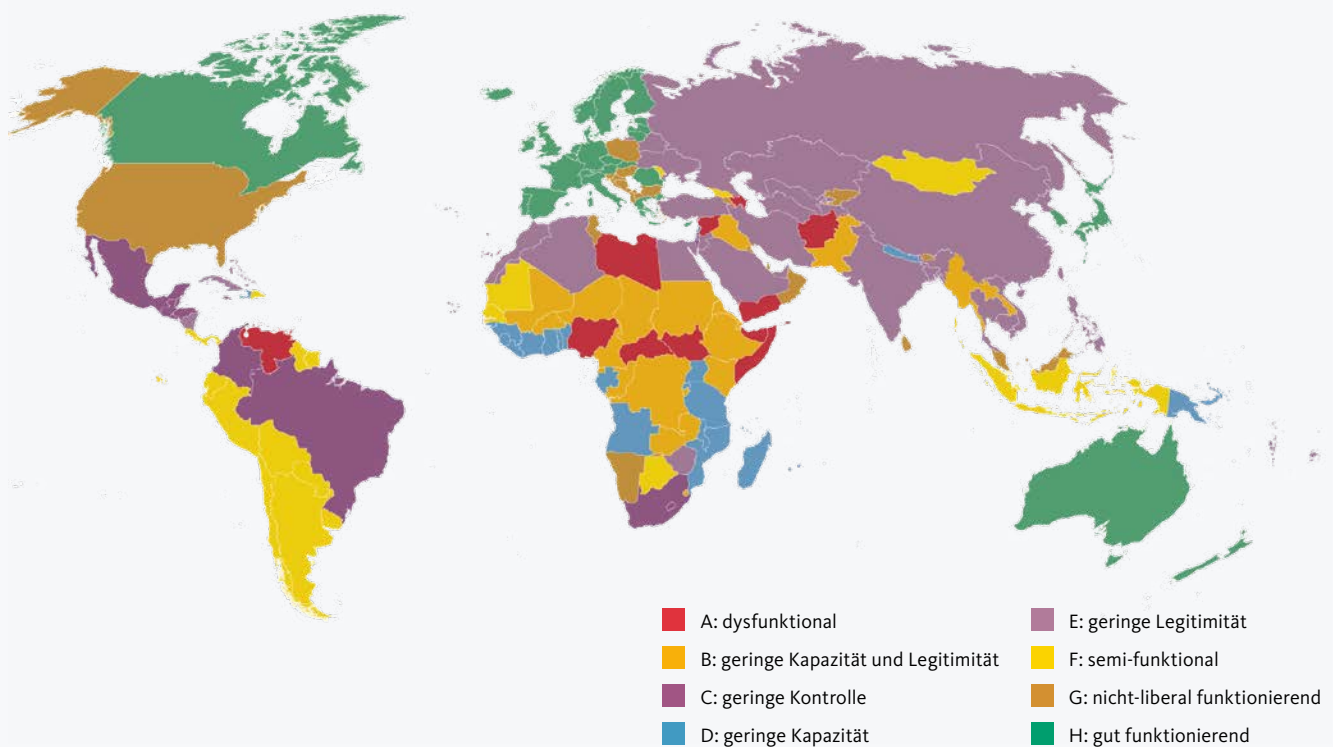 A: dysfunktional
B: geringe Kapazität und Legitimität
C: geringe Kontrolle
D: geringe Kapazität
E: geringe Legitimität
F: semi-funktional
G: nicht-liberal funktionierend
H: gut funktionierend